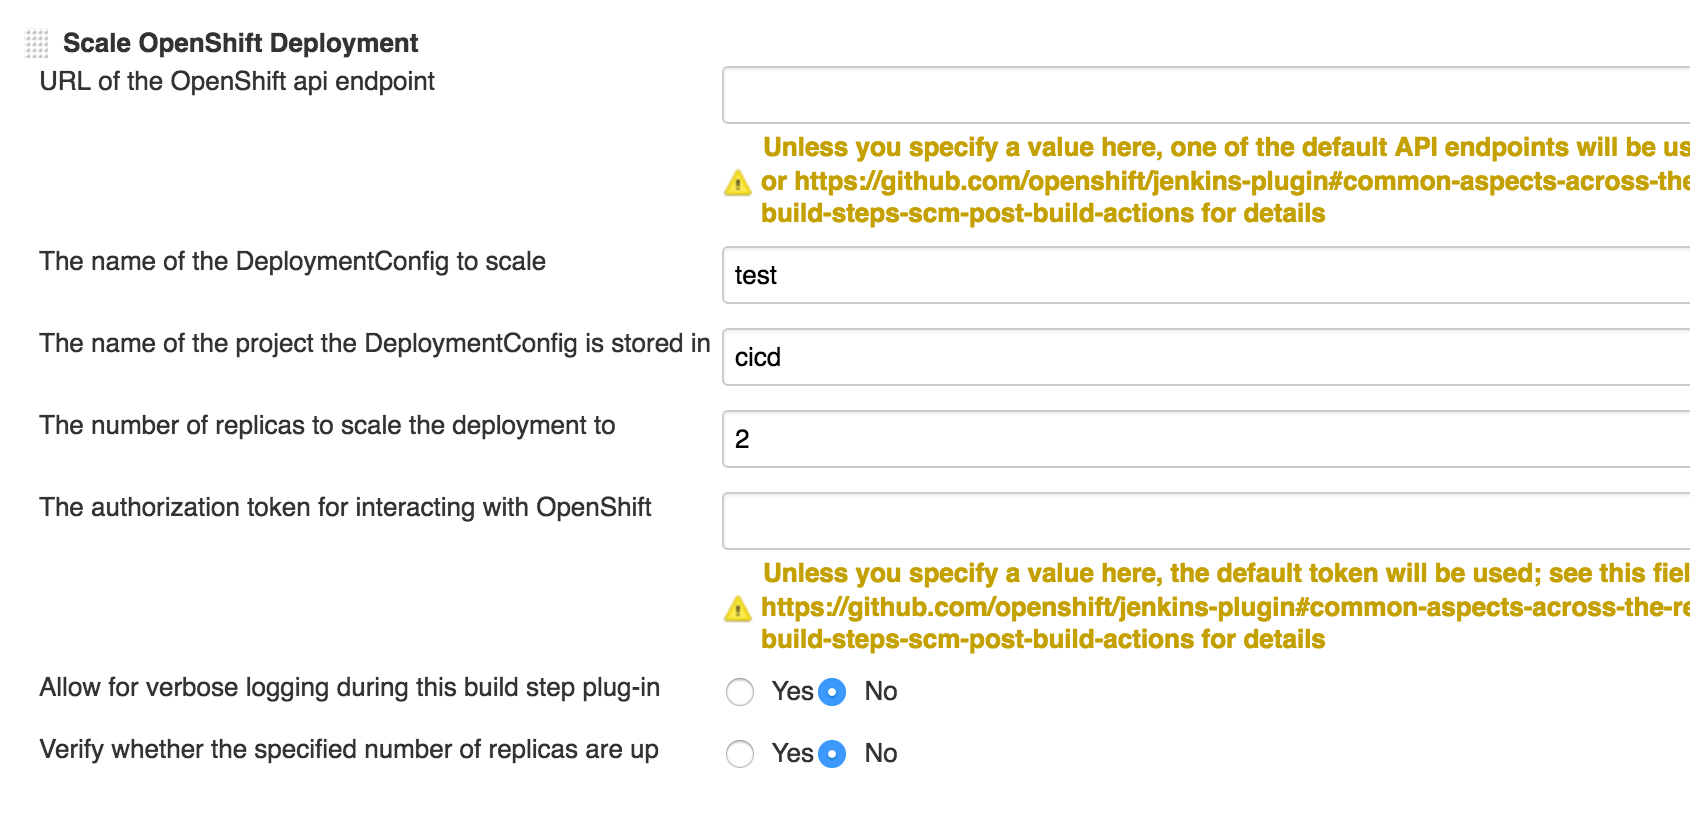 Scale OpenShift Deployment
URL of the OpenShift api endpoint
Unless you specify a value here, one of the default API endpoints will be
or https://github.com/openshift/jenkins-plugin#common-aspects-across-the
build-steps-scm-post-build-actions for details
The name of the DeploymentConfig to scale
test
The name of the project the DeploymentConfig is stored in
cicd
The number of replicas to scale the deployment to
2
The authorization token for interacting with OpenShift
Unless you specify a value here, the default token will be used; see this
https://github.com/openshift/jenkins-plugin#common-aspects-across-the-re
build-steps-scm-post-build-actions for details
Allow for verbose logging during this build step plug-in
Yes No
Verify whether the specified number of replicas are up
Yes No